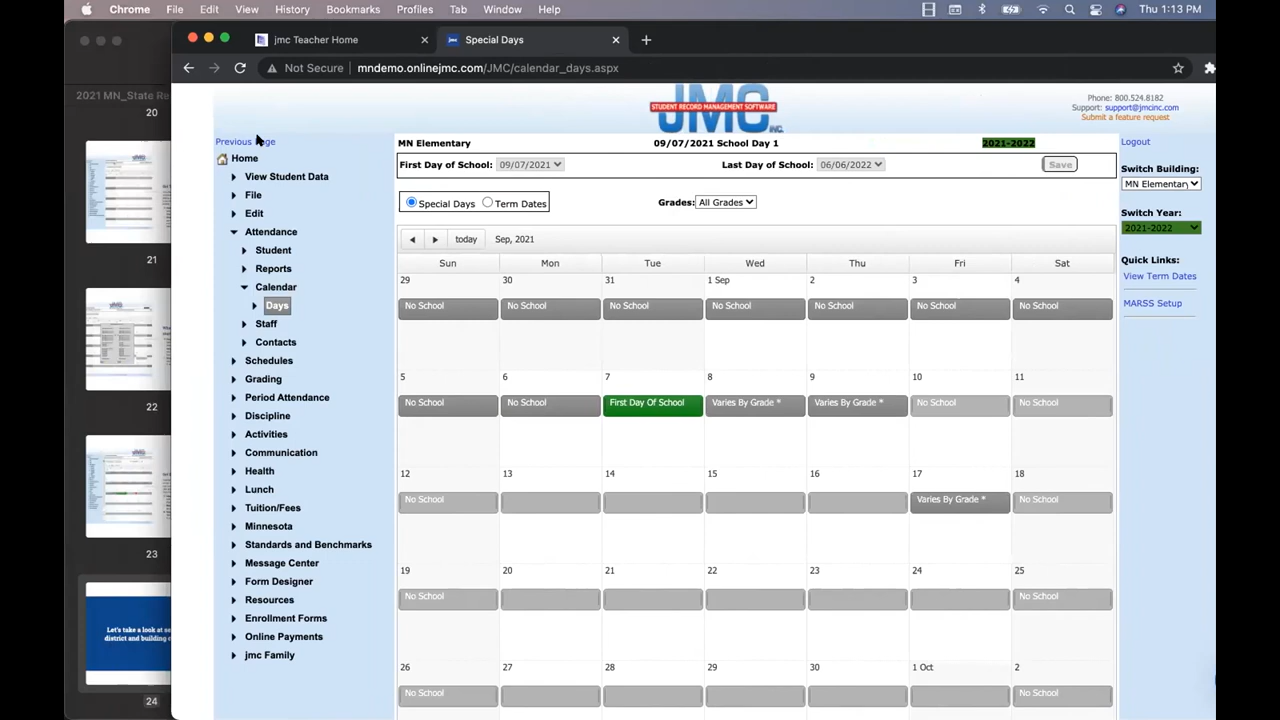 Chrome File Edit View History Bookmarks Profiles Tab Window Help Thu 1:13 PM
jmc Teacher Home Special Days
Not Secure mndemo.onlinejmc.com/JMC/calendar_days.aspx
2021 MN_State Re
20
21
22
23
Let's take a look at se
district and building c
24
JMC INC.
STUDENT RECORD MANAGEMENT SOFTWARE
Phone: 800.524.8182
Support: support@jmcinc.com
Submit a feature request
Previous Page
Home
View Student Data
File
Edit
Attendance
Student
Reports
Calendar
Days
Staff
Contacts
Schedules
Grading
Period Attendance
Discipline
Activities
Communication
Health
Lunch
Tuition/Fees
Minnesota
Standards and Benchmarks
Message Center
Form Designer
Resources
Enrollment Forms
Online Payments
jmc Family
MN Elementary 09/07/2021 School Day 1 2021-2022
First Day of School: 09/07/2021 Last Day of School: 06/06/2022 Save
Special Days Term Dates Grades: All Grades
today Sep, 2021
Sun Mon Tue Wed Thu Fri Sat
29 30 31 1 Sep 2 3 4
No School No School No School No School No School No School No School
5 6 7 8 9 10 11
No School No School First Day Of School Varies By Grade * Varies By Grade * No School No School
12 13 14 15 16 17 18
No School Varies By Grade * No School
19 20 21 22 23 24 25
No School No School
26 27 28 29 30 1 Oct 2
No School No School
Logout
Switch Building:
MN Elementary
Switch Year:
2021-2022
Quick Links:
View Term Dates
MARSS Setup